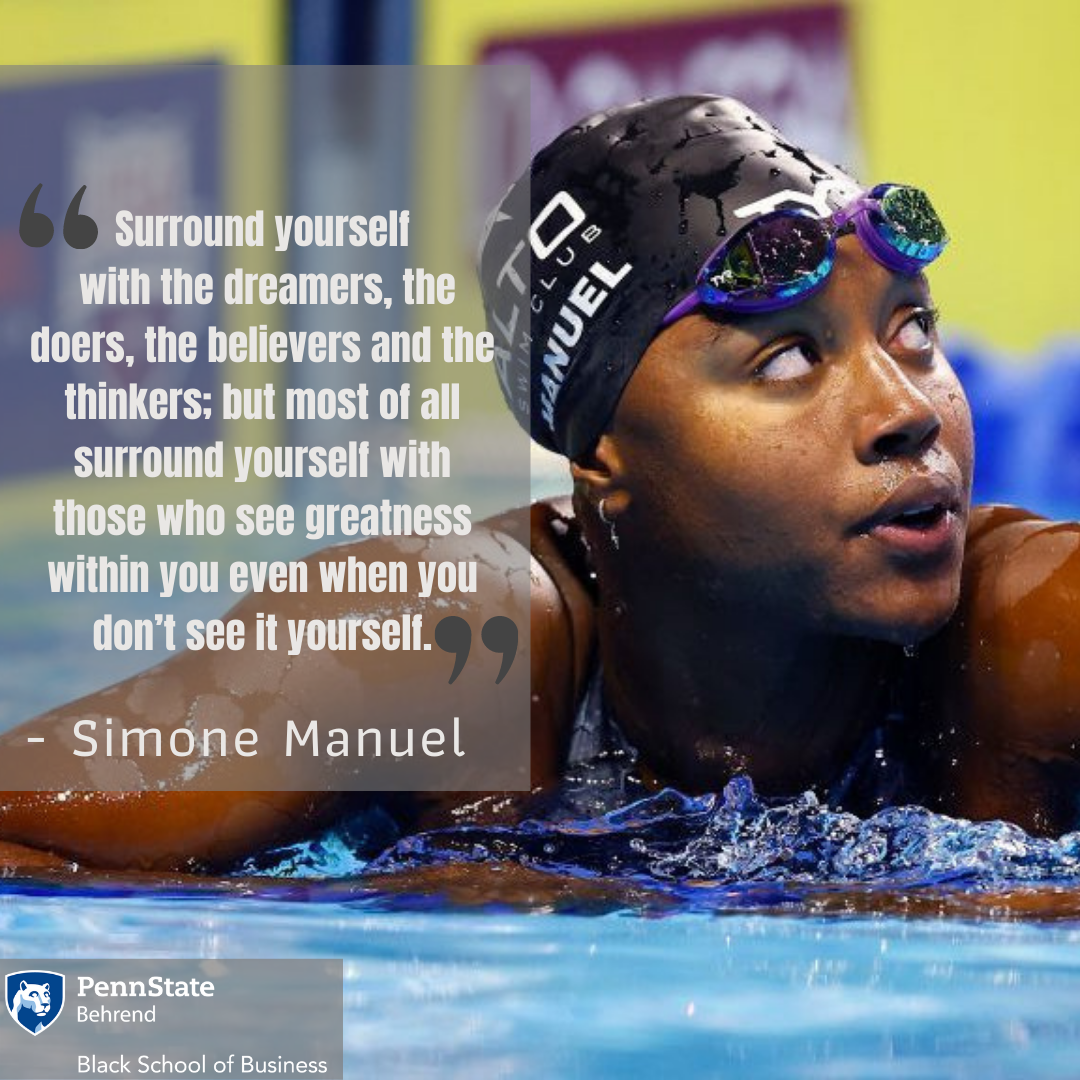 “ Surround yourself
with the dreamers, the
doers, the believers and the
thinkers; but most of all
surround yourself with
those who see greatness
within you even when you
don’t see it yourself. ”
- Simone Manuel
ALTO
SWIM CLUB
MANUEL
TYR
PennState
Behrend
Black School of Business